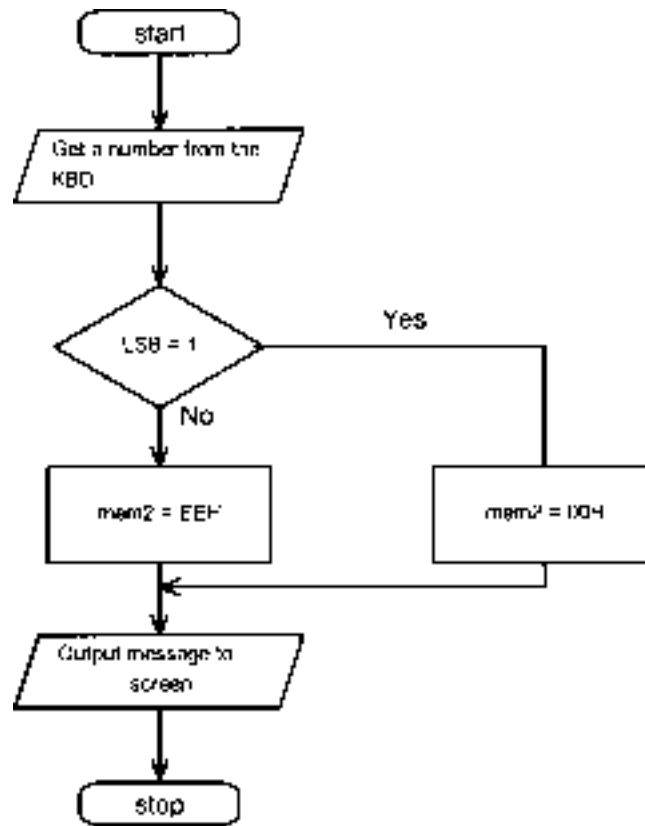 start
Get a number from the
KBD
LSB = 1
Yes
No
mem2 = EEH
mem2 = DDH
Output message to
screen
stop